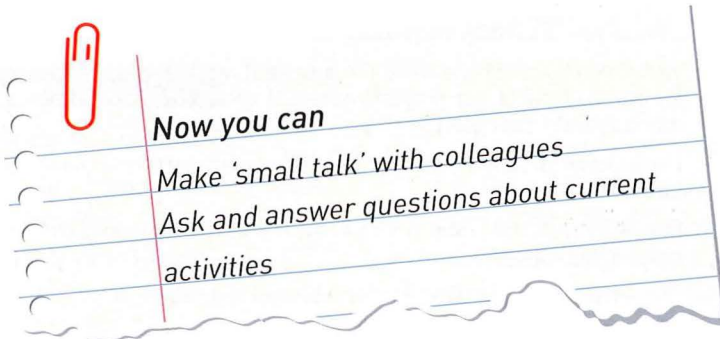 Now you can
Make ‘small talk’ with colleagues
Ask and answer questions about current
activities